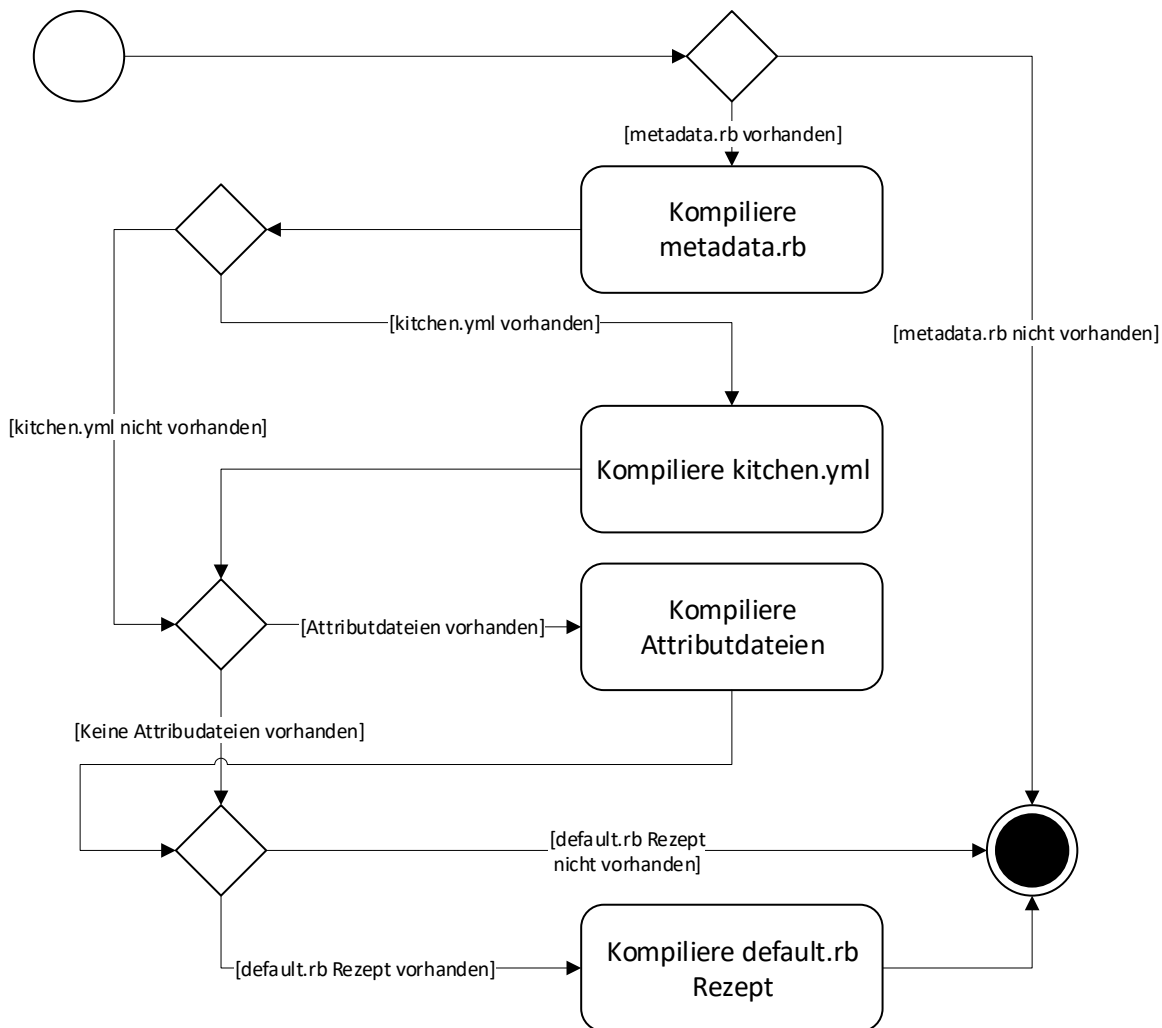 [metadata.rb vorhanden]
Kompiliere
metadata.rb
[kitchen.yml vorhanden]
[metadata.rb nicht vorhanden]
[kitchen.yml nicht vorhanden]
Kompiliere kitchen.yml
[Attributdateien vorhanden]
Kompiliere
Attributdateien
[Keine Attribudateien vorhanden]
[default.rb Rezept
nicht vorhanden]
[default.rb Rezept vorhanden]
Kompiliere default.rb
Rezept